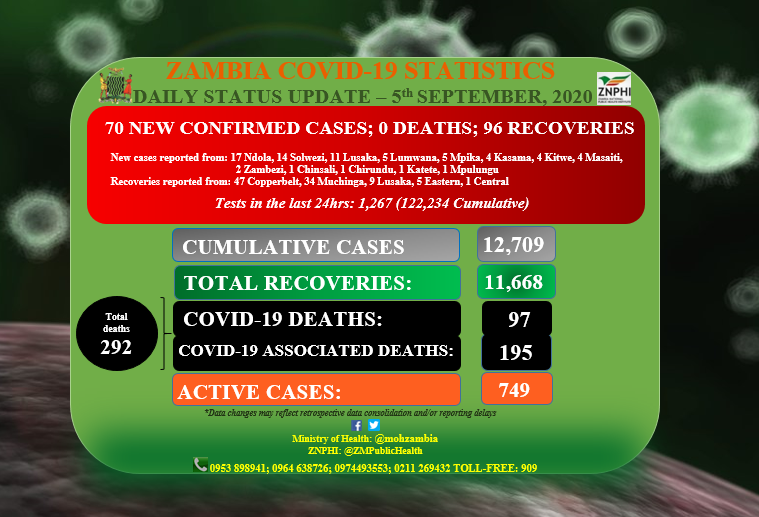 ZAMBIA COVID-19 STATISTICS
DAILY STATUS UPDATE – 5th SEPTEMBER, 2020
ZNPHI
70 NEW CONFIRMED CASES; 0 DEATHS; 96 RECOVERIES
New cases reported from: 17 Ndola, 14 Solwezi, 11 Lusaka, 5 Lumwana, 5 Mpika, 4 Kasama, 4 Kitwe, 4 Masaiti,
2 Zambezi, 1 Chinsali, 1 Chirundu, 1 Katete, 1 Mpulungu
Recoveries reported from: 47 Copperbelt, 34 Muchinga, 9 Lusaka, 5 Eastern, 1 Central
Tests in the last 24hrs: 1,267 (122,234 Cumulative)
CUMULATIVE CASES 12,709
TOTAL RECOVERIES: 11,668
Total
deaths
292
COVID-19 DEATHS: 97
COVID-19 ASSOCIATED DEATHS: 195
ACTIVE CASES: 749
*Data changes may reflect retrospective data consolidation and/or reporting delays
Ministry of Health: @mohzambia
ZNPHI: @ZMPublicHealth
0953 898941; 0964 638726; 0974493553; 0211 269432 TOLL-FREE: 909